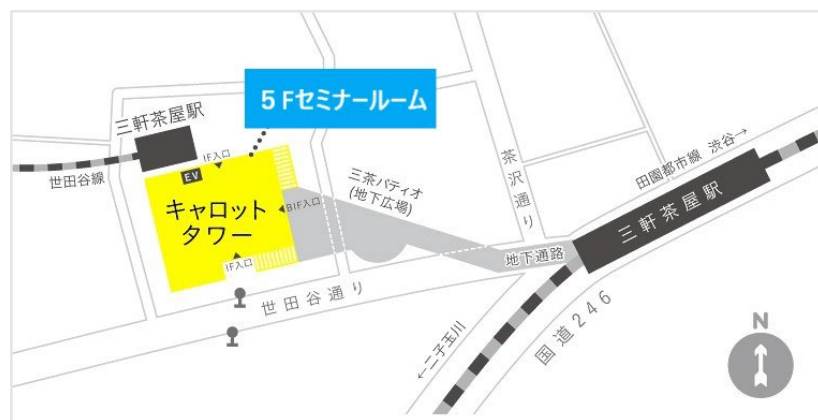 5Fセミナールーム
三軒茶屋駅
世田谷線
1F入口
EV
キャロット
タワー
B1F入口
1F入口
三茶パティオ
(地下広場)
茶沢通り
田園都市線 渋谷→
三軒茶屋駅
地下通路
世田谷通り
←二子玉川
国道246
N